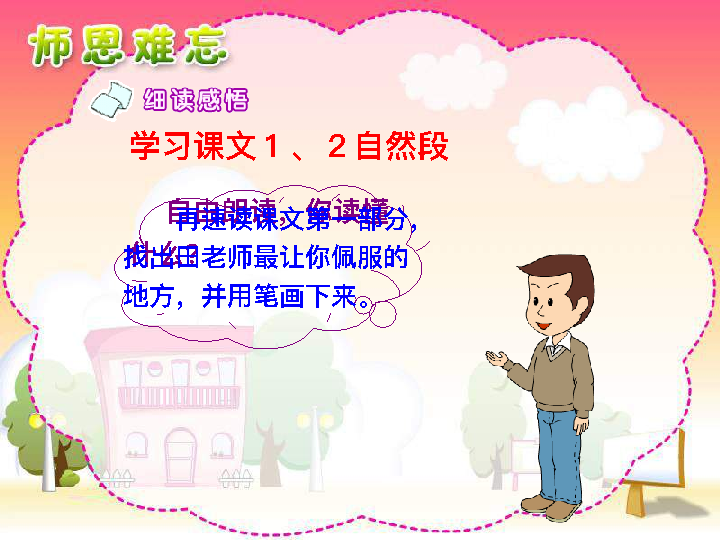 师恩难忘
细读感悟
学习课文1、2自然段
自由朗读，你读懂
什么？
再速读课文第一部分，
找出田老师最让你佩服的
地方，并用笔画下来。